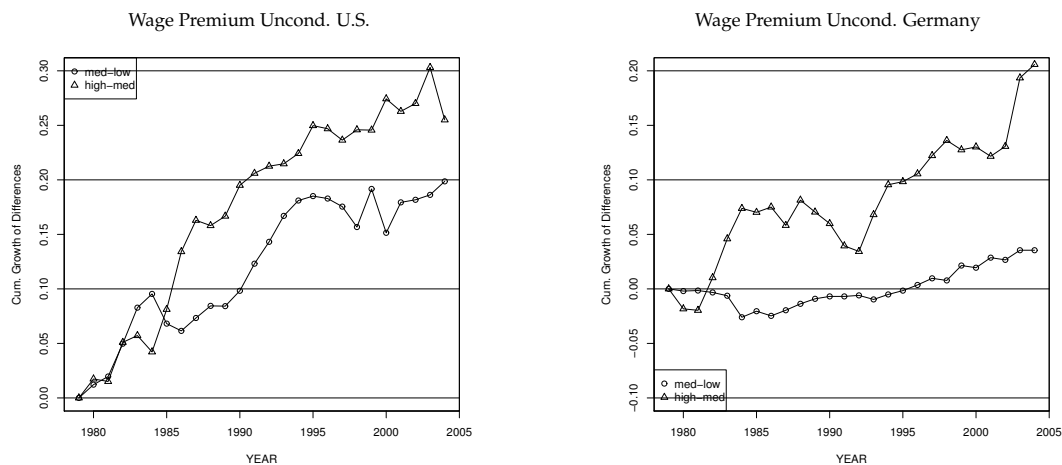 Wage Premium Uncond. U.S.
Cum. Growth of Differences
0.30
0.25
0.20
0.15
0.10
0.05
0.00
med−low
high−med
1980 1985 1990 1995 2000 2005
YEAR
Wage Premium Uncond. Germany
Cum. Growth of Differences
0.20
0.15
0.10
0.05
0.00
−0.05
−0.10
med−low
high−med
1980 1985 1990 1995 2000 2005
YEAR